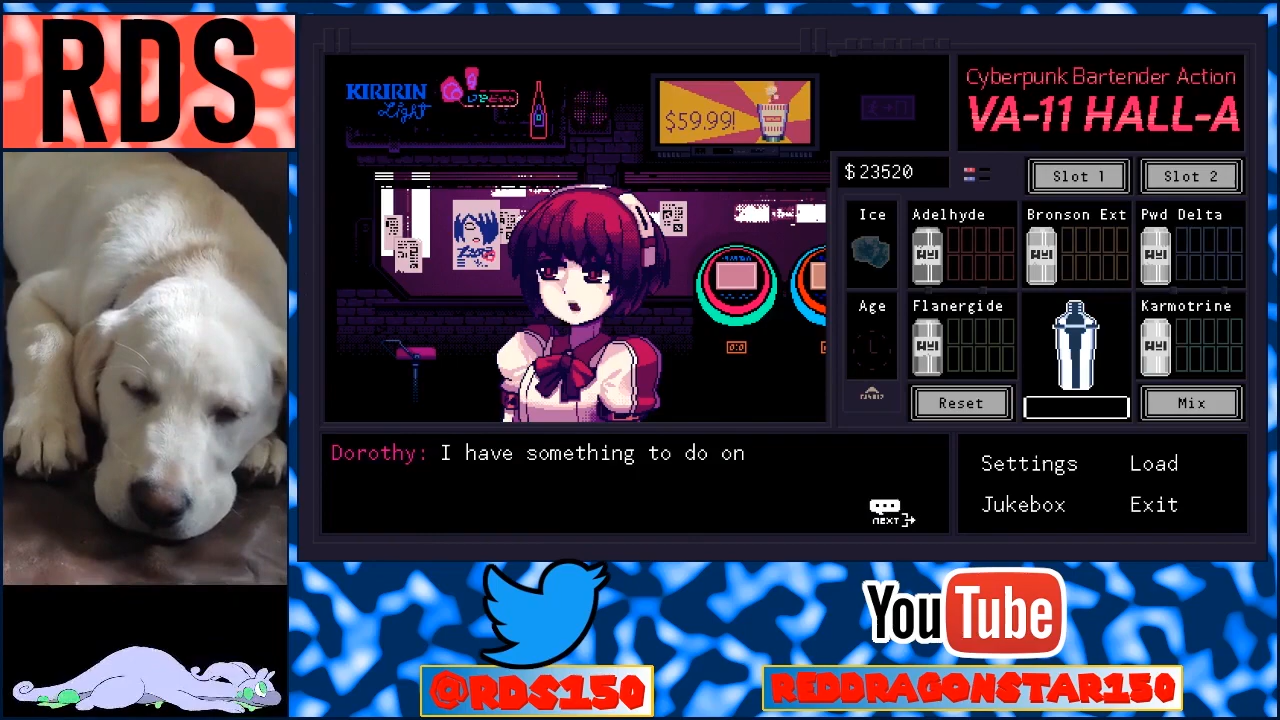 RDS
KIRIRIN
Light
$59.99!
Cyberpunk Bartender Action
VA-11 HALL-A
$ 23520
Slot 1
Slot 2
Ice
Adelhyde
Bronson Ext
Pwd Delta
Age
Flanergide
Karmotrine
Reset
Mix
Dorothy: I have something to do on
NEXT
Settings
Load
Jukebox
Exit
YouTube
@RDS150
REDDRAGONSTAR150